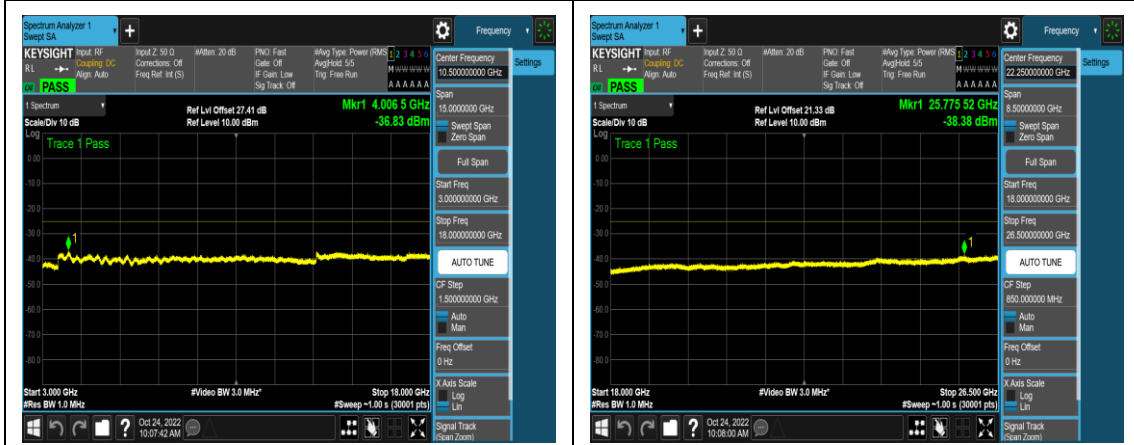 Spectrum Analyzer 1
Swept SA
+
Frequency
KEYSIGHT
RL
Input: RF
Coupling: DC
Align: Auto
Input Z: 50 Ω
Corrections: Off
Freq Ref: Int (S)
#Atten: 20 dB
PNO: Fast
Gate: Off
IF Gain: Low
Sig Track: Off
#Avg Type: Power (RMS
Avg|Hold: 5/5
Trig: Free Run
1 2 3 4 5 6
M W W W W W
A A A A A A
PASS
Center Frequency
10.500000000 GHz
Settings
Span
15.0000000 GHz
Swept Span
Zero Span
Full Span
Start Freq
3.000000000 GHz
Stop Freq
18.000000000 GHz
AUTO TUNE
CF Step
1.500000000 GHz
Auto
Man
Freq Offset
0 Hz
X Axis Scale
Log
Lin
Signal Track
(Span Zoom)
1 Spectrum
Scale/Div 10 dB
Ref Lvl Offset 27.41 dB
Ref Level 10.00 dBm
Mkr1 4.006 5 GHz
-36.83 dBm
Log
Trace 1 Pass
0.00
-10.0
-20.0
-30.0
-40.0
-50.0
-60.0
-70.0
-80.0
1
Start 3.000 GHz
#Res BW 1.0 MHz
#Video BW 3.0 MHz*
Stop 18.000 GHz
#Sweep ~1.00 s (30001 pts)
?
Oct 24, 2022
10:07:42 AM
Spectrum Analyzer 1
Swept SA
+
Frequency
KEYSIGHT
RL
Input: RF
Coupling: DC
Align: Auto
Input Z: 50 Ω
Corrections: Off
Freq Ref: Int (S)
#Atten: 20 dB
PNO: Fast
Gate: Off
IF Gain: Low
Sig Track: Off
#Avg Type: Power (RMS
Avg|Hold: 5/5
Trig: Free Run
1 2 3 4 5 6
M W W W W W
A A A A A A
PASS
Center Frequency
22.250000000 GHz
Settings
Span
8.50000000 GHz
Swept Span
Zero Span
Full Span
Start Freq
18.000000000 GHz
Stop Freq
26.500000000 GHz
AUTO TUNE
CF Step
850.000000 MHz
Auto
Man
Freq Offset
0 Hz
X Axis Scale
Log
Lin
Signal Track
(Span Zoom)
1 Spectrum
Scale/Div 10 dB
Ref Lvl Offset 21.33 dB
Ref Level 10.00 dBm
Mkr1 25.775 52 GHz
-38.38 dBm
Log
Trace 1 Pass
0.00
-10.0
-20.0
-30.0
-40.0
-50.0
-60.0
-70.0
-80.0
1
Start 18.000 GHz
#Res BW 1.0 MHz
#Video BW 3.0 MHz*
Stop 26.500 GHz
#Sweep ~1.00 s (30001 pts)
?
Oct 24, 2022
10:08:00 AM